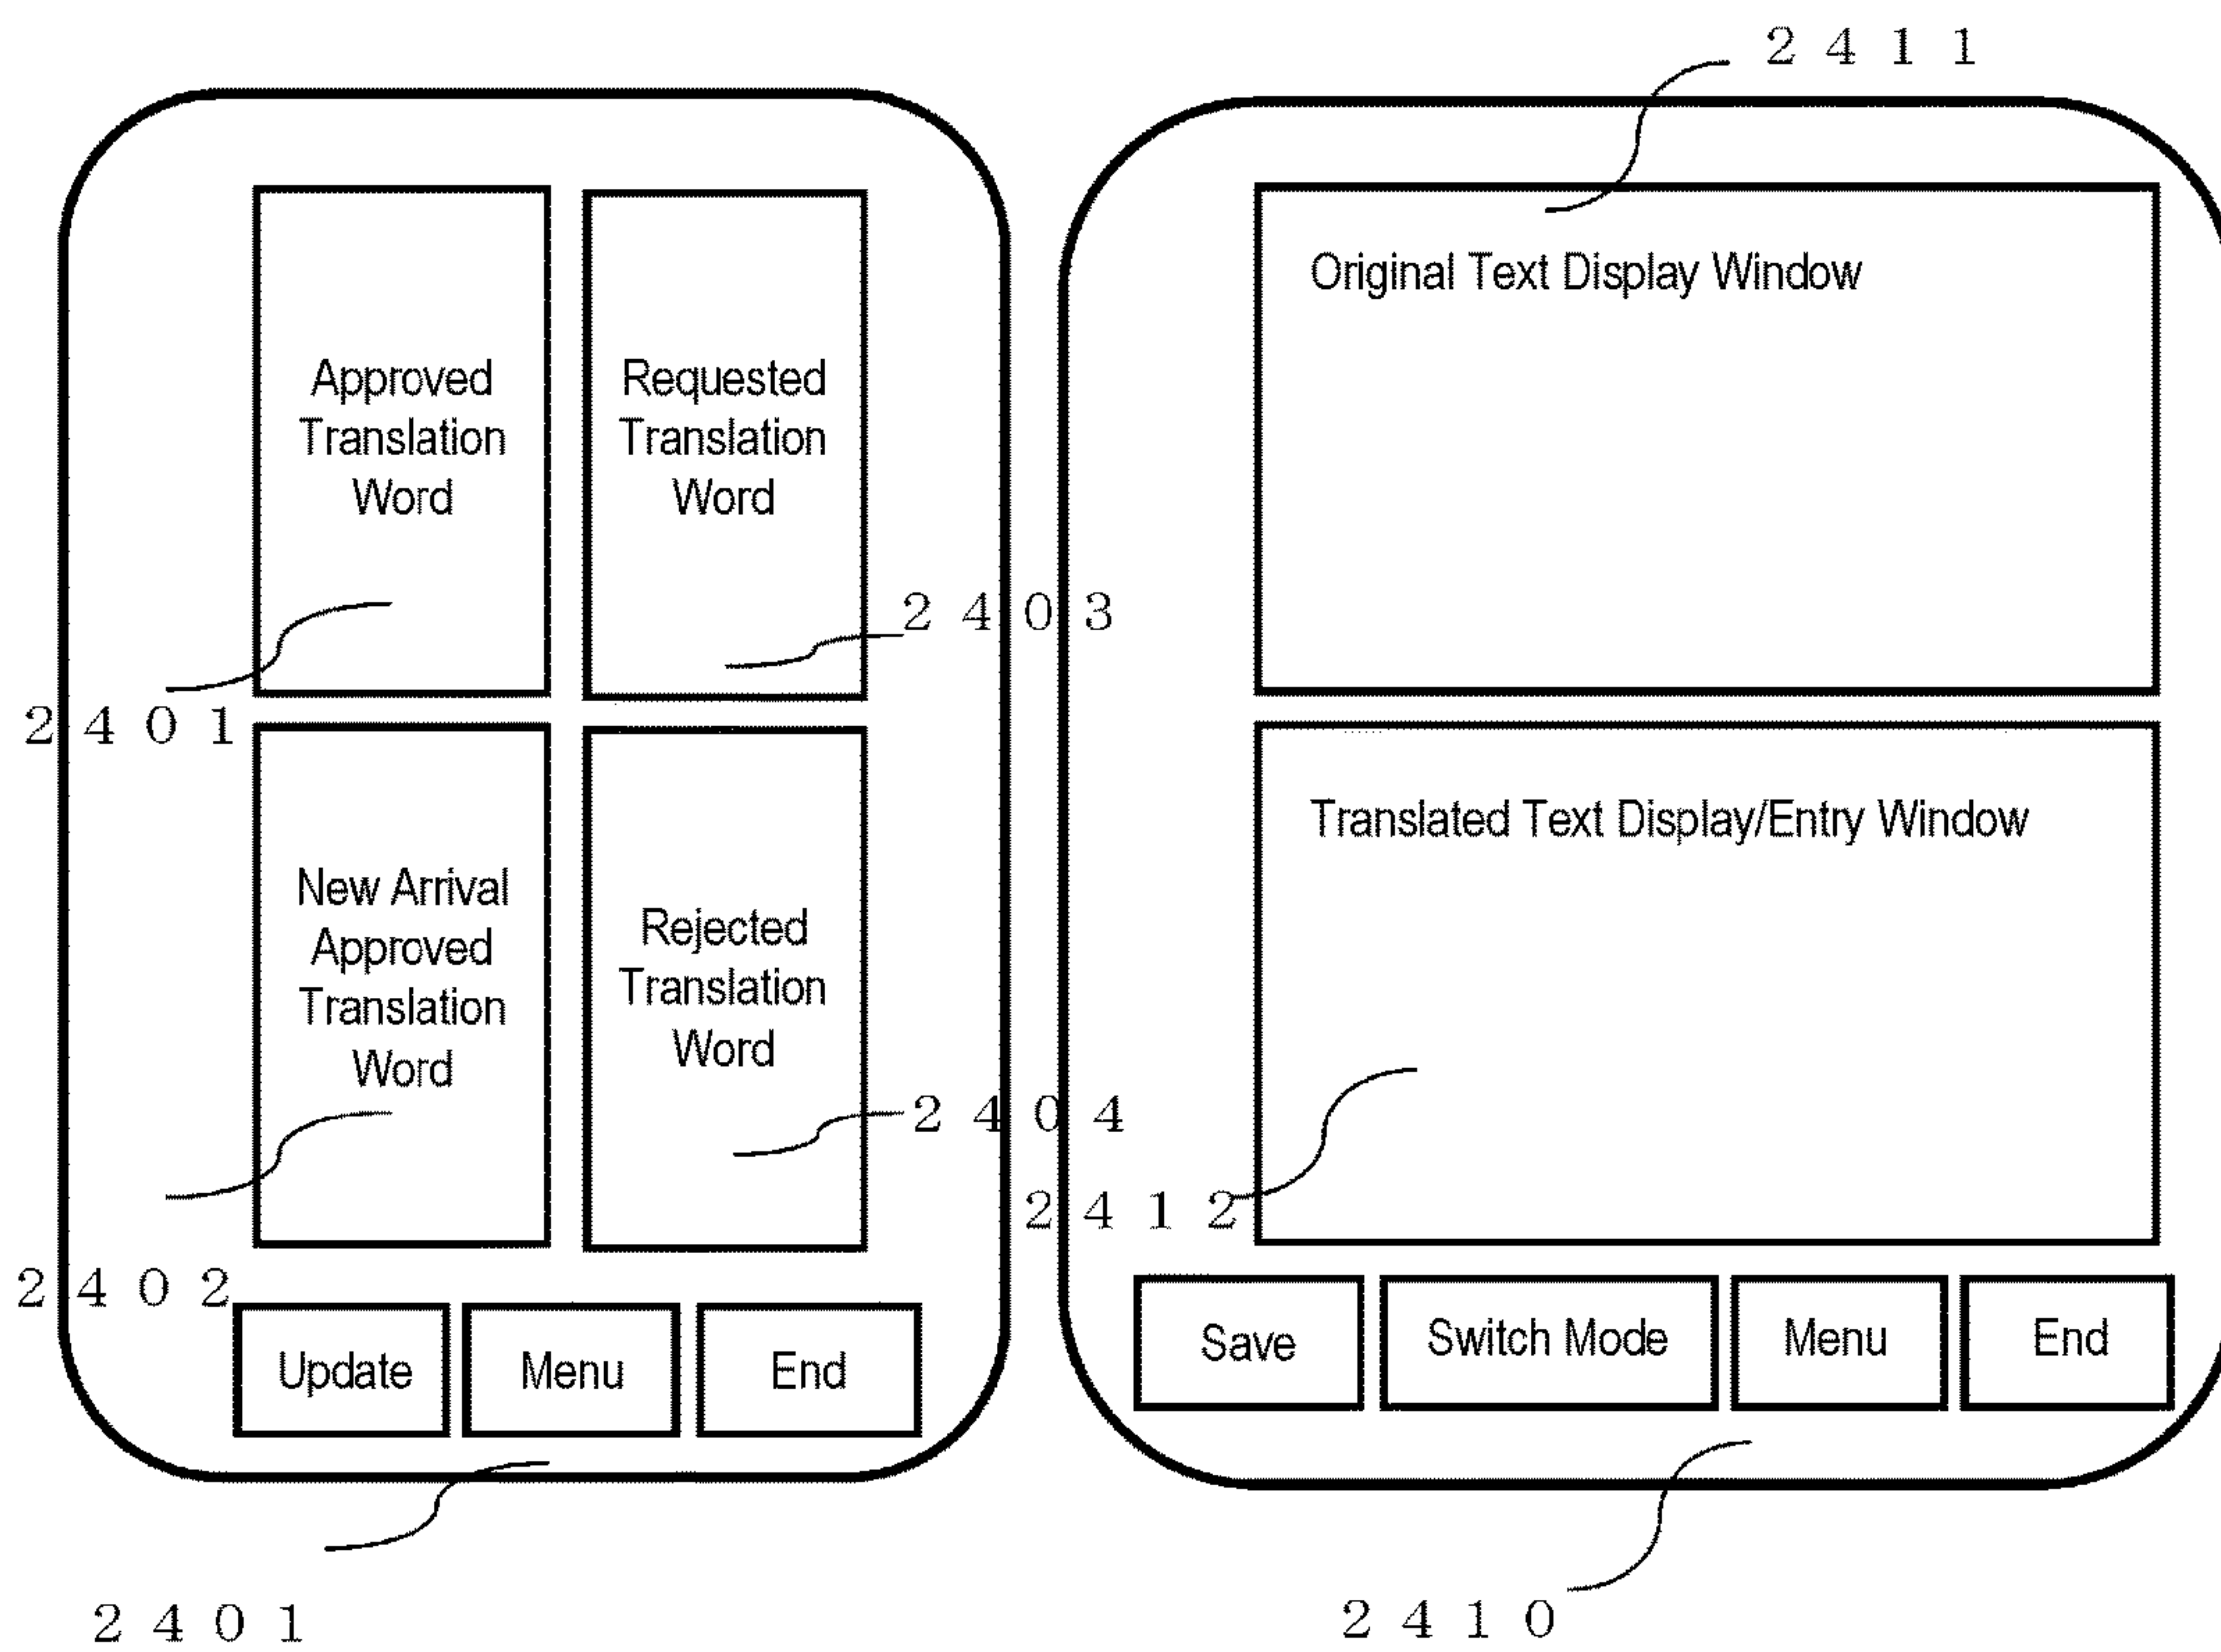 2411
Approved
Translation
Word
2401
Requested
Translation
Word
2403
New Arrival
Approved
Translation
Word
2402
Rejected
Translation
Word
2404
Update
Menu
End
2401
Original Text Display Window
Translated Text Display/Entry Window
2412
Save
Switch Mode
Menu
End
2410